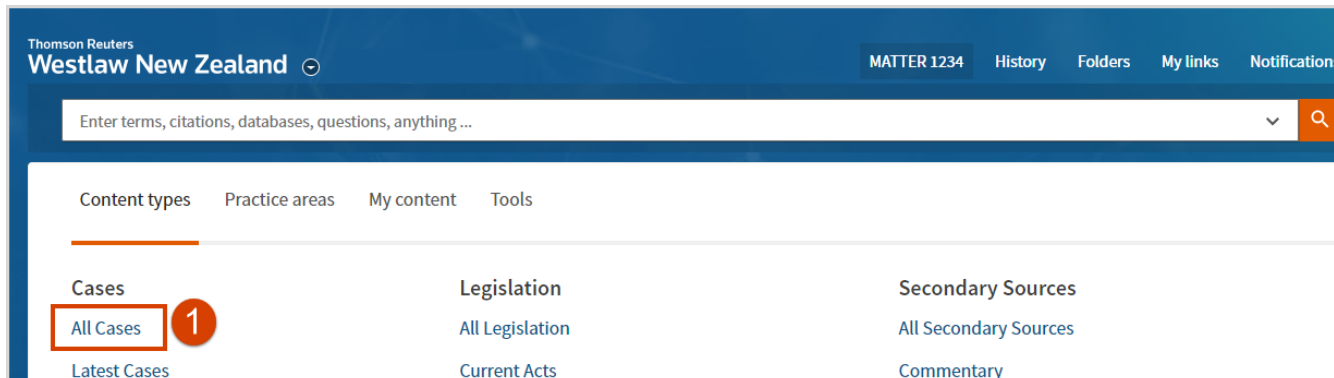 Thomson Reuters
Westlaw New Zealand
MATTER 1234 History Folders My links Notification
Enter terms, citations, databases, questions, anything ...
Content types Practice areas My content Tools
Cases Legislation Secondary Sources
All Cases 1 All Legislation All Secondary Sources
Latest Cases Current Acts Commentary